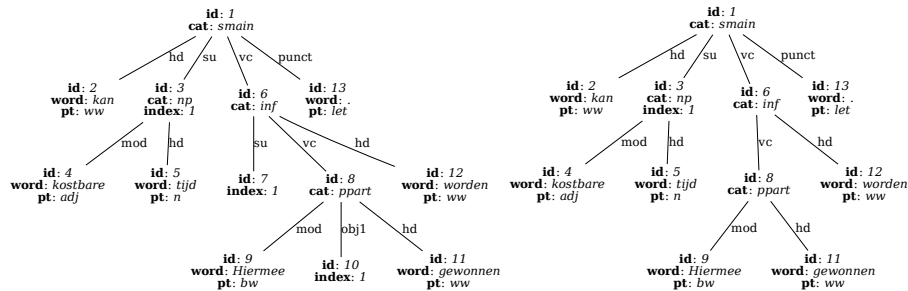 id: 1
cat: smain
hd
su
vc
punct
id: 2
word: kan
pt: ww
id: 3
cat: np
index: 1
id: 6
cat: inf
id: 13
word: .
pt: let
mod
hd
su
vc
hd
id: 4
word: kostbare
pt: adj
id: 5
word: tijd
pt: n
id: 7
index: 1
id: 8
cat: ppart
id: 12
word: worden
pt: ww
mod
obj1
hd
id: 9
word: Hiermee
pt: bw
id: 10
index: 1
id: 11
word: gewonnen
pt: ww
id: 1
cat: smain
hd
su
vc
punct
id: 2
word: kan
pt: ww
id: 3
cat: np
index: 1
id: 6
cat: inf
id: 13
word: .
pt: let
mod
hd
vc
hd
id: 4
word: kostbare
pt: adj
id: 5
word: tijd
pt: n
id: 8
cat: ppart
id: 12
word: worden
pt: ww
mod
hd
id: 9
word: Hiermee
pt: bw
id: 11
word: gewonnen
pt: ww